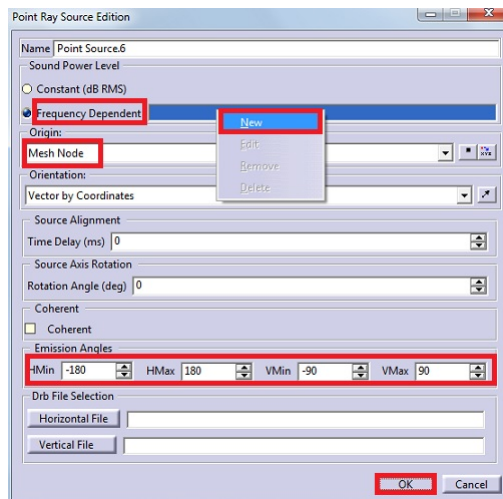 Point Ray Source Edition
Name Point Source.6
Sound Power Level
Constant (dB RMS)
Frequency Dependent
New
Edit
Remove
Delete
Origin:
Mesh Node
Orientation:
Vector by Coordinates
Source Alignment
Time Delay (ms) 0
Source Axis Rotation
Rotation Angle (deg) 0
Coherent
Coherent
Emission Angles
HMin -180 HMax 180 VMin -90 VMax 90
Drb File Selection
Horizontal File
Vertical File
OK Cancel